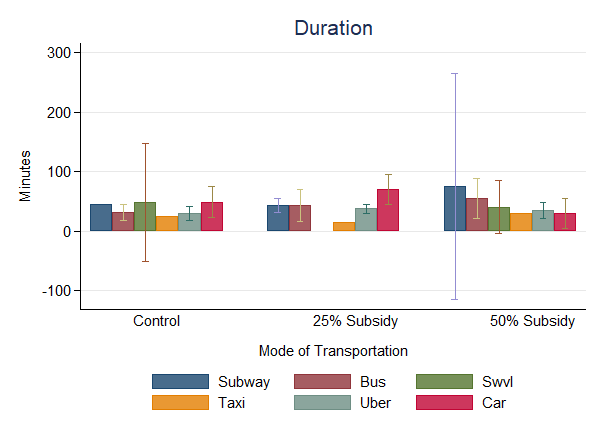 Duration
Minutes
300
200
100
0
-100
Control 25% Subsidy 50% Subsidy
Mode of Transportation
Subway Bus Swvl
Taxi Uber Car